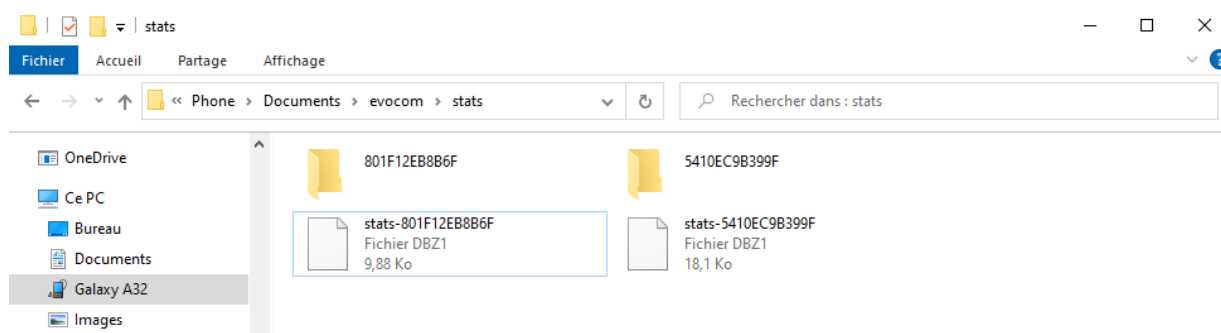 stats
Fichier Accueil Partage Affichage
« Phone > Documents > evocom > stats
Rechercher dans : stats
OneDrive
Ce PC
Bureau
Documents
Galaxy A32
Images
801F12EB8B6F
5410EC9B399F
stats-801F12EB8B6F
Fichier DBZ1
9,88 Ko
stats-5410EC9B399F
Fichier DBZ1
18,1 Ko